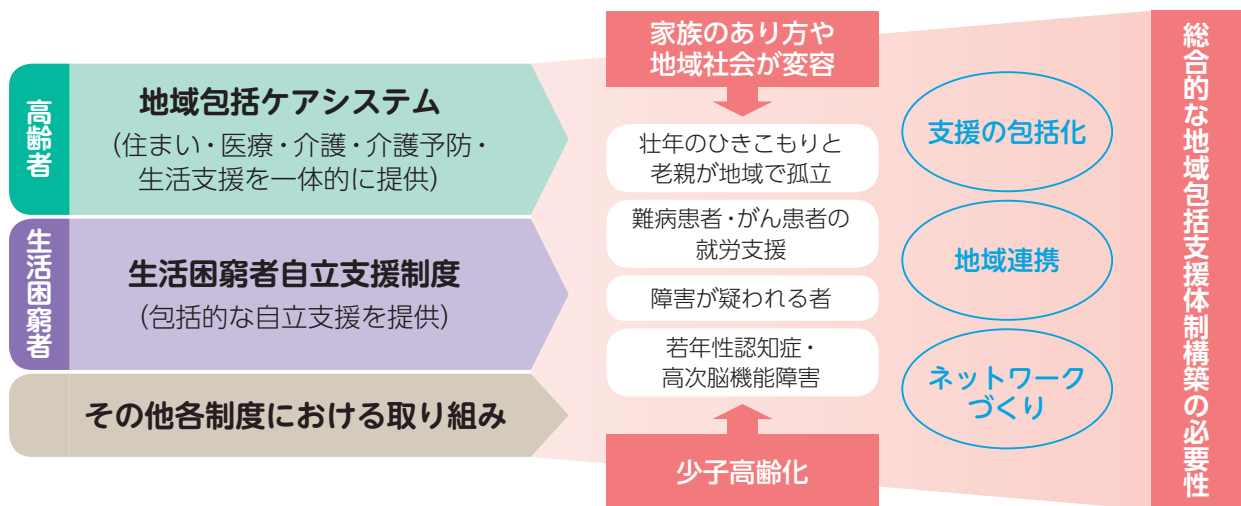 高齢者
地域包括ケアシステム
(住まい・医療・介護・介護予防・
生活支援を一体的に提供)
生活困窮者
生活困窮者自立支援制度
(包括的な自立支援を提供)
その他各制度における取り組み
家族のあり方や
地域社会が変容
壮年のひきこもりと
老親が地域で孤立
難病患者・がん患者の
就労支援
障害が疑われる者
若年性認知症・
高次脳機能障害
少子高齢化
支援の包括化
地域連携
ネットワーク
づくり
総合的な地域包括支援体制構築の必要性